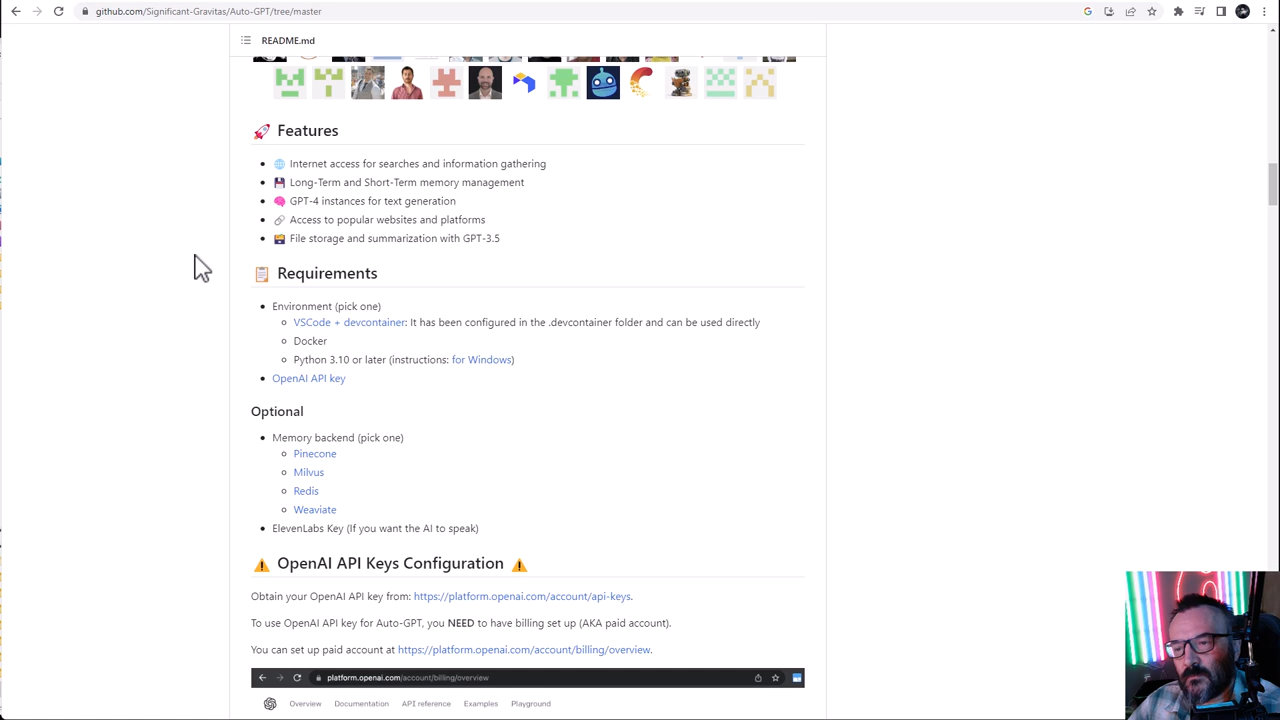 github.com/Significant-Gravitas/Auto-GPT/tree/master
README.md
Features
Internet access for searches and information gathering
Long-Term and Short-Term memory management
GPT-4 instances for text generation
Access to popular websites and platforms
File storage and summarization with GPT-3.5
Requirements
Environment (pick one)
VSCode + devcontainer: It has been configured in the .devcontainer folder and can be used directly
Docker
Python 3.10 or later (instructions: for Windows)
OpenAI API key
Optional
Memory backend (pick one)
Pinecone
Milvus
Redis
Weaviate
ElevenLabs Key (If you want the AI to speak)
OpenAI API Keys Configuration
Obtain your OpenAI API key from: https://platform.openai.com/account/api-keys.
To use OpenAI API key for Auto-GPT, you NEED to have billing set up (AKA paid account).
You can set up paid account at https://platform.openai.com/account/billing/overview.
platform.openai.com/account/billing/overview
Overview Documentation API reference Examples Playground